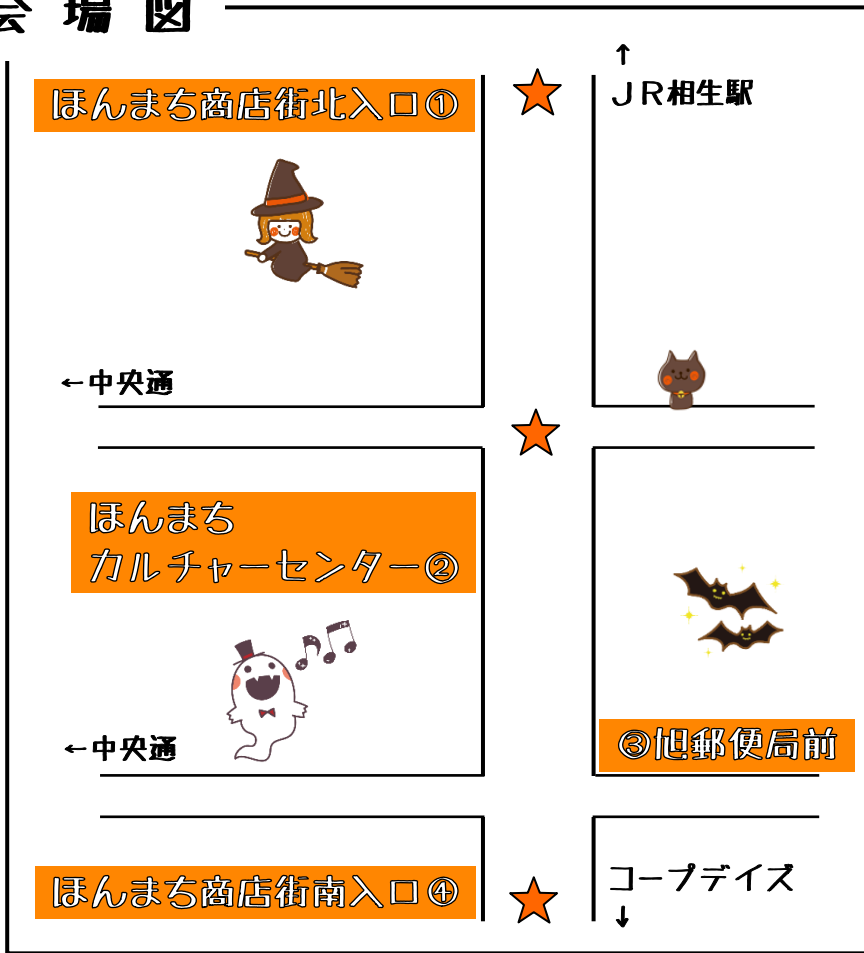 会場図
↑
JR相生駅
ほんまち商店街北入口①
←中央通
ほんまち
カルチャーセンター②
←中央通
③旭郵便局前
ほんまち商店街南入口④
コープデイズ
↓